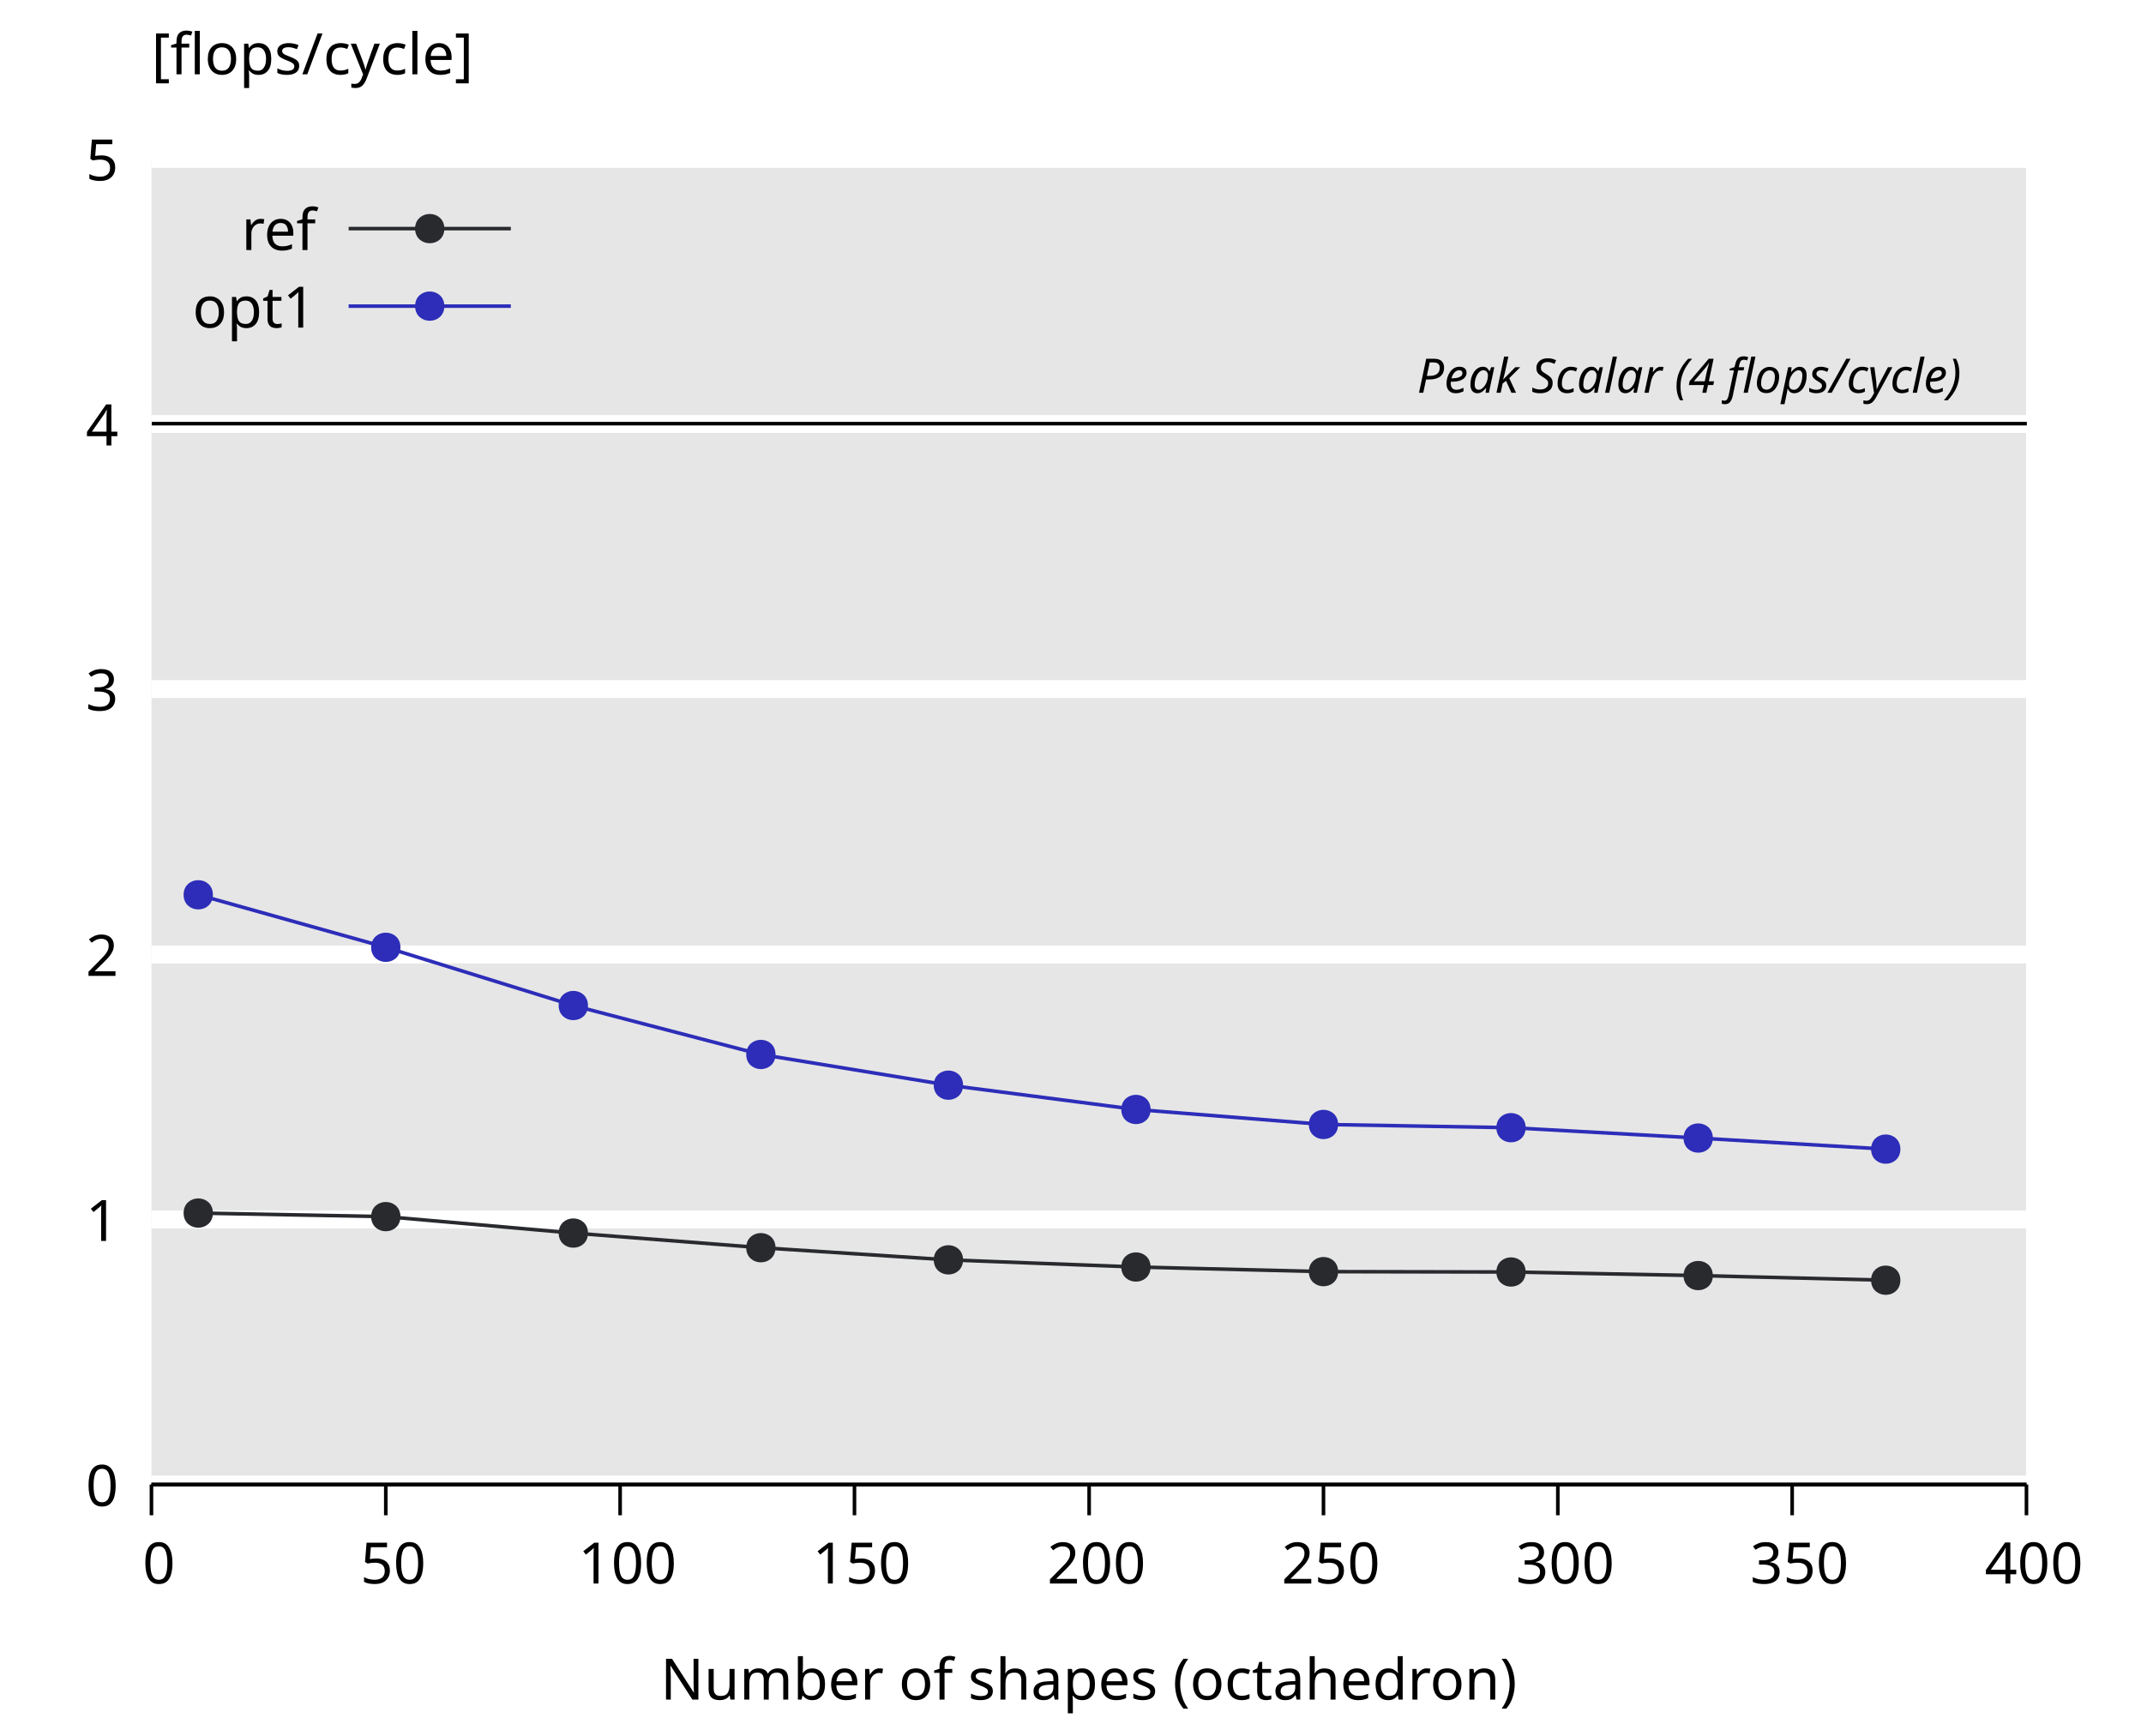 [flops/cycle]
5
ref
opt1
Peak Scalar (4 flops/cycle)
4
3
2
1
0
0 50 100 150 200 250 300 350 400
Number of shapes (octahedron)